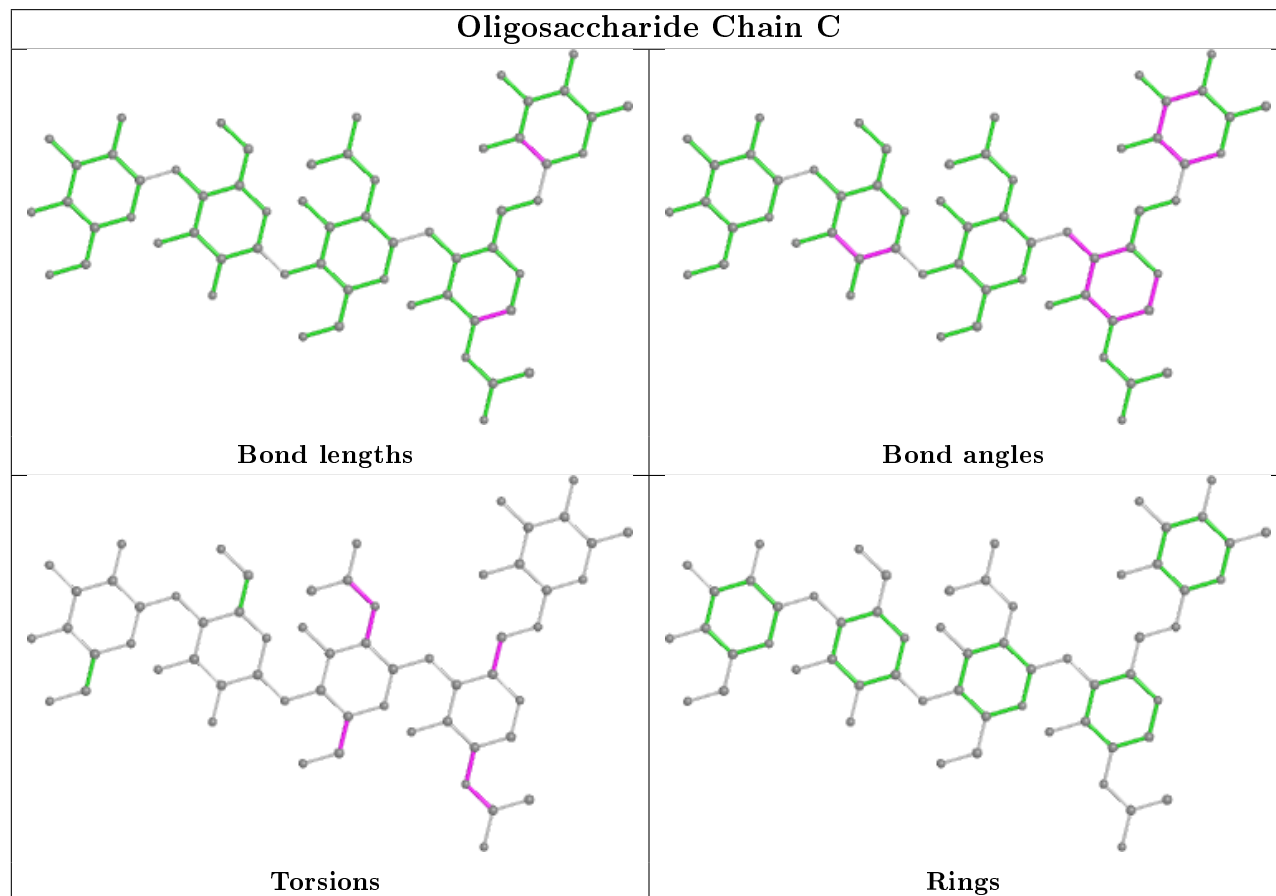 Oligosaccharide Chain C
Bond lengths
Bond angles
Torsions
Rings